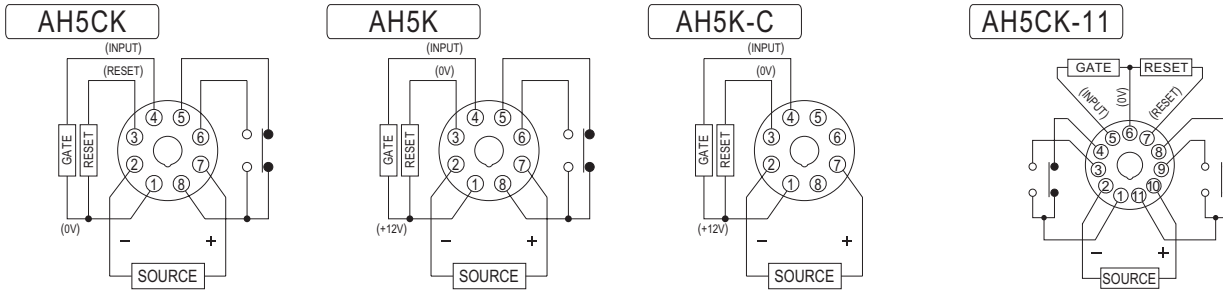 AH5CK
AH5K
AH5K-C
AH5CK-11
(INPUT)
(RESET)
GATE
RESET
4 5
3 6
2 7
1 8
(0V)
− +
SOURCE
(INPUT)
(0V)
GATE
RESET
4 5
3 6
2 7
1 8
(+12V)
− +
SOURCE
(INPUT)
(0V)
GATE
RESET
4 5
3 6
2 7
1 8
(+12V)
− +
SOURCE
GATE
RESET
(INPUT)
(0V)
(RESET)
5 6 7
4 8
3 9
2 10
1 11
− +
SOURCE